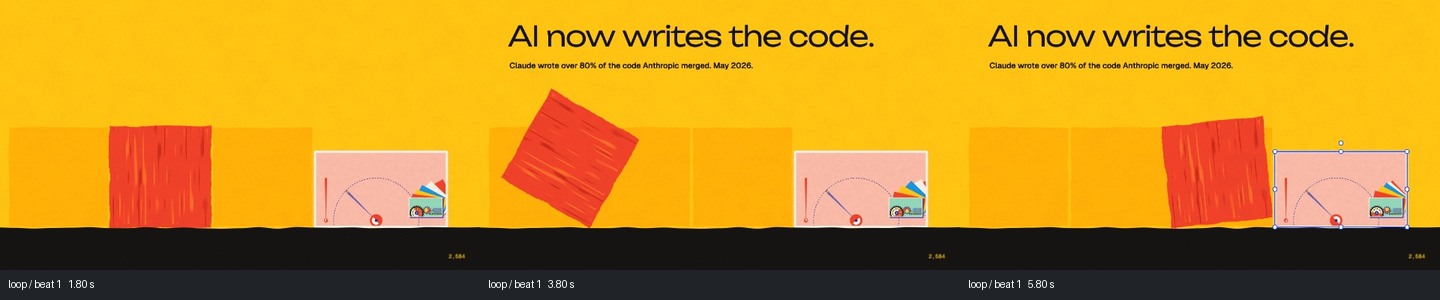 AI now writes the code.
Claude wrote over 80% of the code Anthropic merged. May 2026.
AI now writes the code.
Claude wrote over 80% of the code Anthropic merged. May 2026.
2,584
2,584
2,584
loop / beat 1 1.80 s
loop / beat 1 3.80 s
loop / beat 1 5.80 s